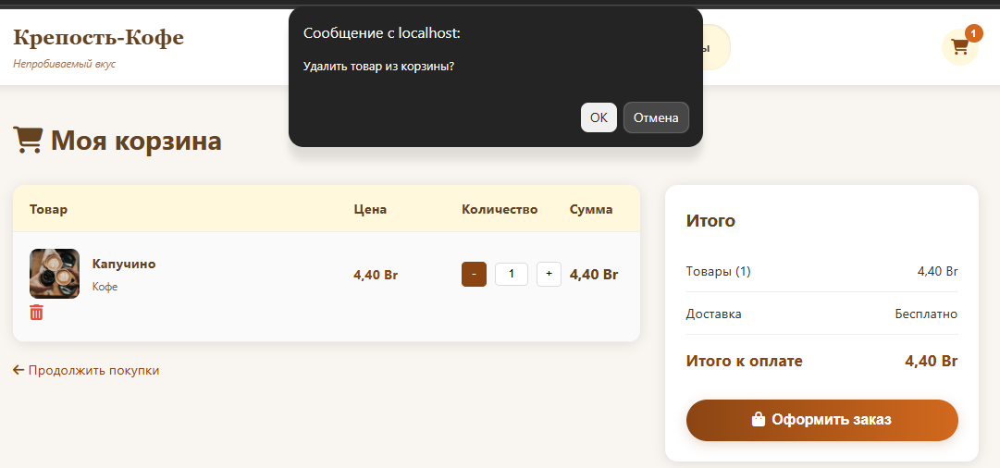 Крепость-Кофе
Непробиваемый вкус
Сообщение с localhost:
Удалить товар из корзины?
ОК
Отмена
ы
1
Моя корзина
Товар
Цена
Количество
Сумма
Капучино
Кофе
4,40 Br
-
1
+
4,40 Br
Продолжить покупки
Итого
Товары (1)
4,40 Br
Доставка
Бесплатно
Итого к оплате
4,40 Br
Оформить заказ